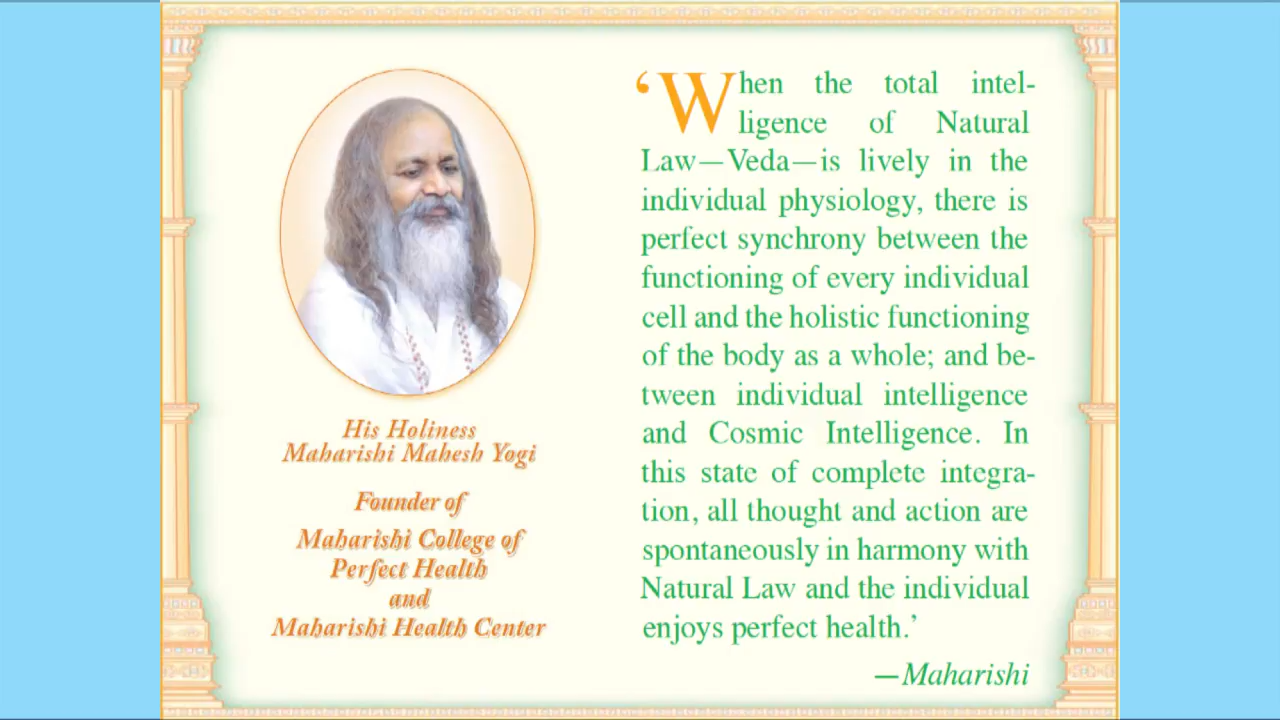 His Holiness
Maharishi Mahesh Yogi
Founder of
Maharishi College of
Perfect Health
and
Maharishi Health Center
‘When the total intel-
ligence of Natural
Law—Veda—is lively in the
individual physiology, there is
perfect synchrony between the
functioning of every individual
cell and the holistic functioning
of the body as a whole; and be-
tween individual intelligence
and Cosmic Intelligence. In
this state of complete integra-
tion, all thought and action are
spontaneously in harmony with
Natural Law and the individual
enjoys perfect health.’
—Maharishi